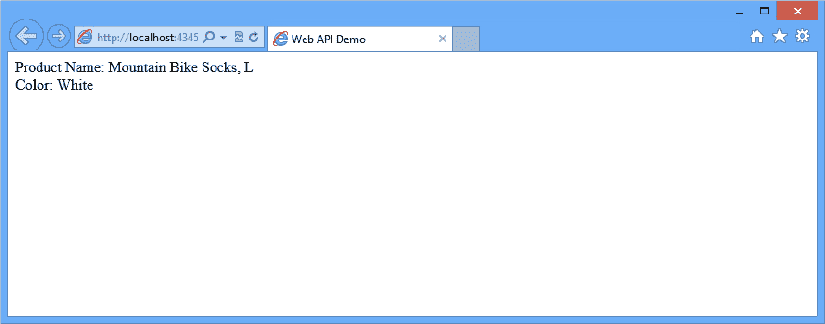 http://localhost:4345
Web API Demo
Product Name: Mountain Bike Socks, L
Color: White